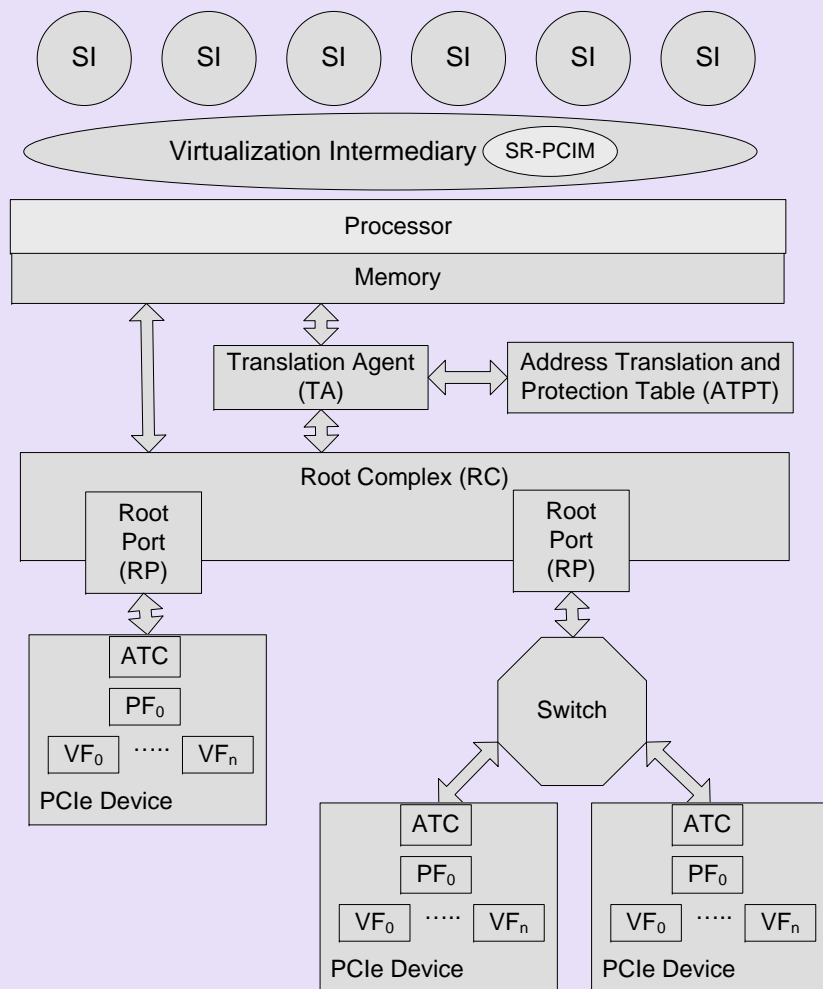 SI SI SI SI SI SI
Virtualization Intermediary SR-PCIM
Processor
Memory
Translation Agent
(TA)
Address Translation and
Protection Table (ATPT)
Root Complex (RC)
Root
Port
(RP)
Root
Port
(RP)
ATC
PF₀
VF₀ ..... VFₙ
PCIe Device
Switch
ATC
PF₀
VF₀ ..... VFₙ
PCIe Device
ATC
PF₀
VF₀ ..... VFₙ
PCIe Device